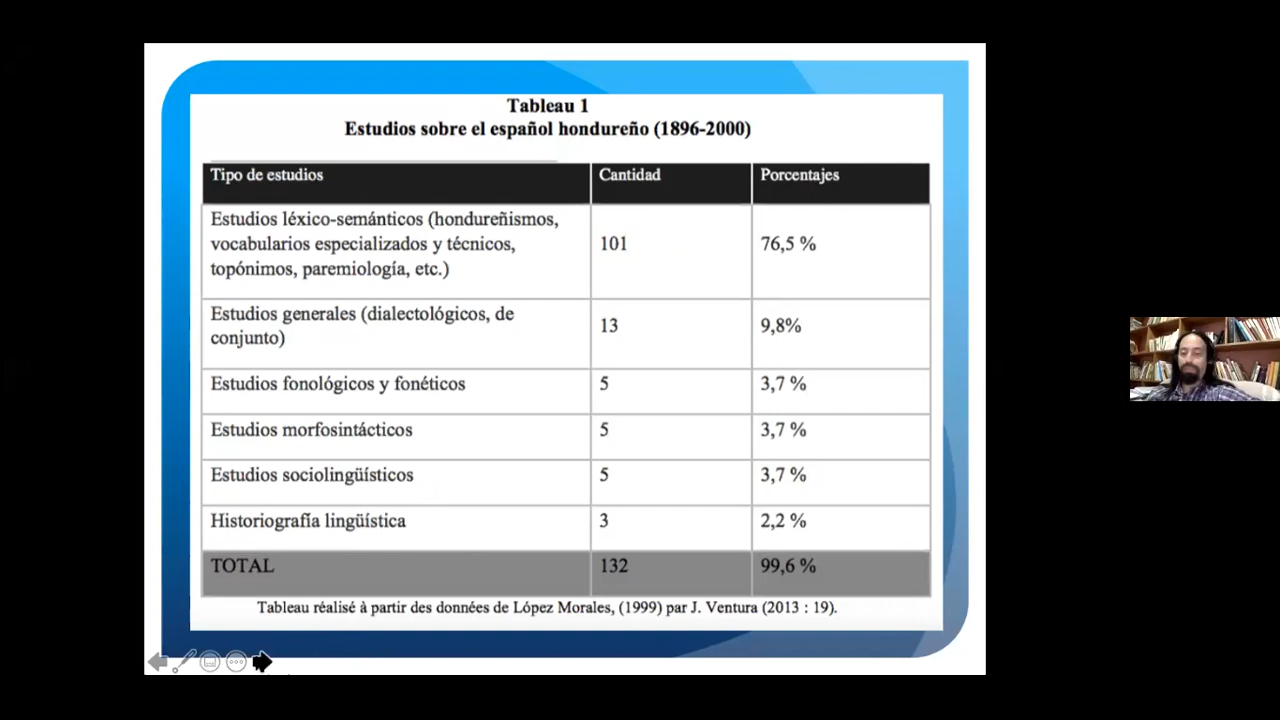 Tableau 1
Estudios sobre el español hondureño (1896-2000)
Tipo de estudios Cantidad Porcentajes
Estudios léxico-semánticos (hondureñismos,
vocabularios especializados y técnicos, 101 76,5 %
topónimos, paremiología, etc.)
Estudios generales (dialectológicos, de
conjunto) 13 9,8%
Estudios fonológicos y fonéticos 5 3,7 %
Estudios morfosintácticos 5 3,7 %
Estudios sociolingüísticos 5 3,7 %
Historiografía lingüística 3 2,2 %
TOTAL 132 99,6 %
Tableau réalisé à partir des données de López Morales, (1999) par J. Ventura (2013 : 19).